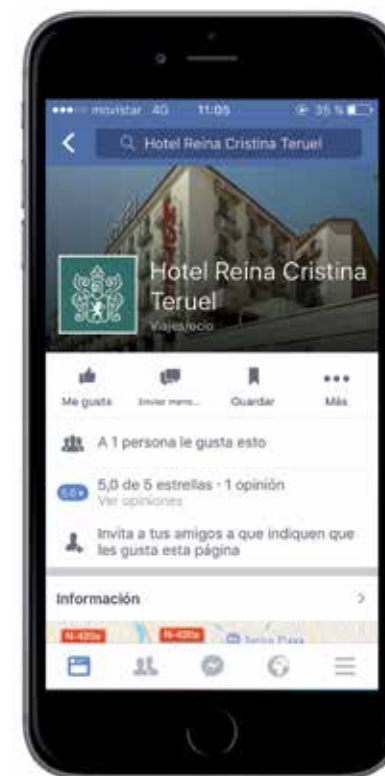 movistar 4G 11:05 35 %
Hotel Reina Cristina Teruel
Hotel Reina Cristina
Teruel
Viajes/ocio
Me gusta Enviar mens... Guardar Más
A 1 persona le gusta esto
5,0 5,0 de 5 estrellas · 1 opinión
Ver opiniones
Invita a tus amigos a que indiquen que
les gusta esta página
Información
N-420a N-420a